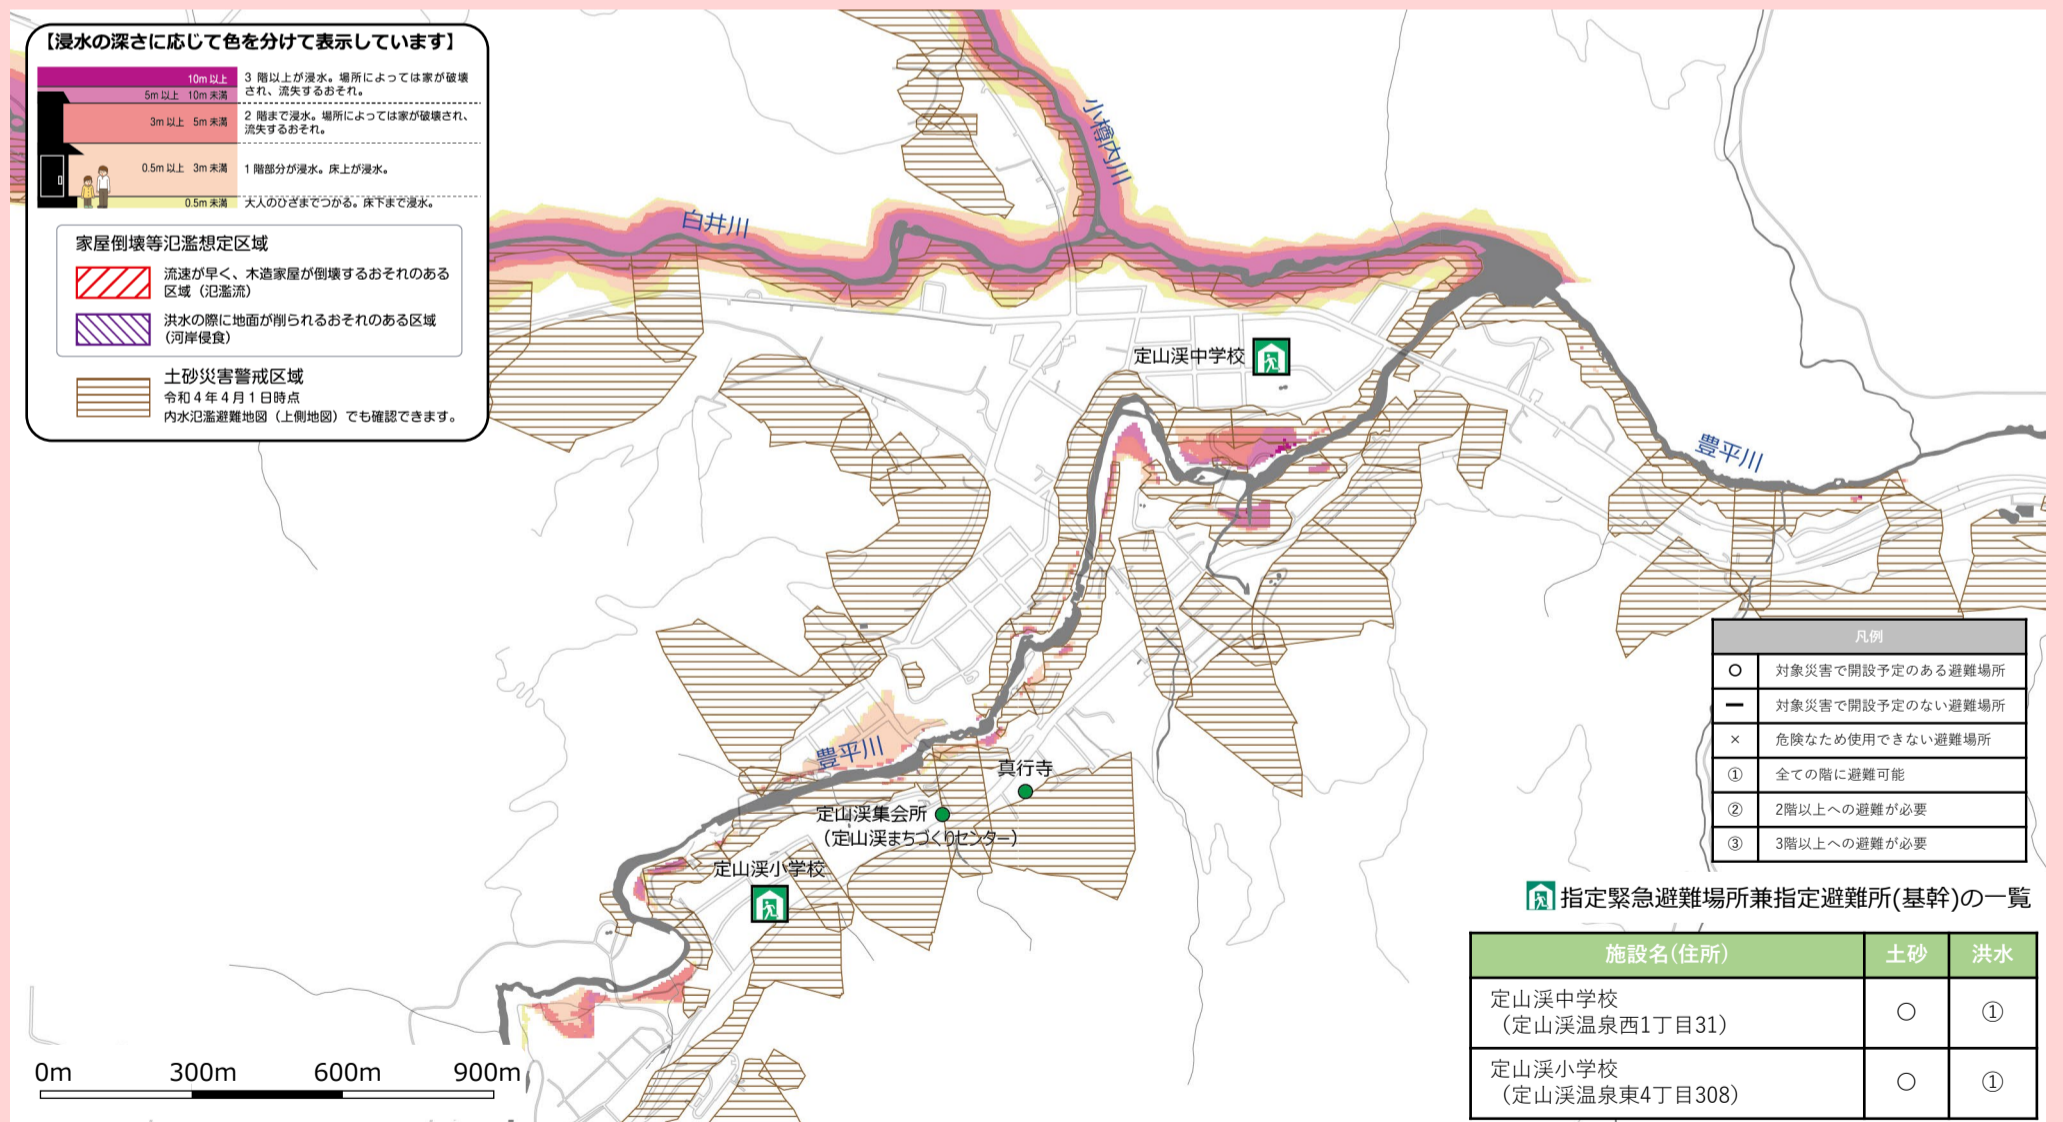 【浸水の深さに応じて色を分けて表示しています】
10m 以上
3 階以上が浸水。場所によっては家が破壊
され、流失するおそれ。
5m 以上 10m 未満
3m 以上 5m 未満
2 階まで浸水。場所によっては家が破壊され、
流失するおそれ。
0.5m 以上 3m 未満
1 階部分が浸水。床上が浸水。
0.5m 未満
大人のひざまでつかる。床下まで浸水。
家屋倒壊等氾濫想定区域
流速が早く、木造家屋が倒壊するおそれのある
区域（氾濫流）
洪水の際に地面が削られるおそれのある区域
（河岸侵食）
土砂災害警戒区域
令和４年４月１日時点
内水氾濫避難地図（上側地図）でも確認できます。
小樽内川
白井川
定山渓中学校
豊平川
豊平川
真行寺
定山渓集会所
（定山渓まちづくりセンター）
定山渓小学校
凡例
○ 対象災害で開設予定のある避難場所
ー 対象災害で開設予定のない避難場所
× 危険なため使用できない避難場所
① 全ての階に避難可能
② 2階以上への避難が必要
③ 3階以上への避難が必要
指定緊急避難場所兼指定避難所(基幹)の一覧
施設名(住所) 土砂 洪水
定山渓中学校
（定山渓温泉西1丁目31） ○ ①
定山渓小学校
（定山渓温泉東4丁目308） ○ ①
0m 300m 600m 900m